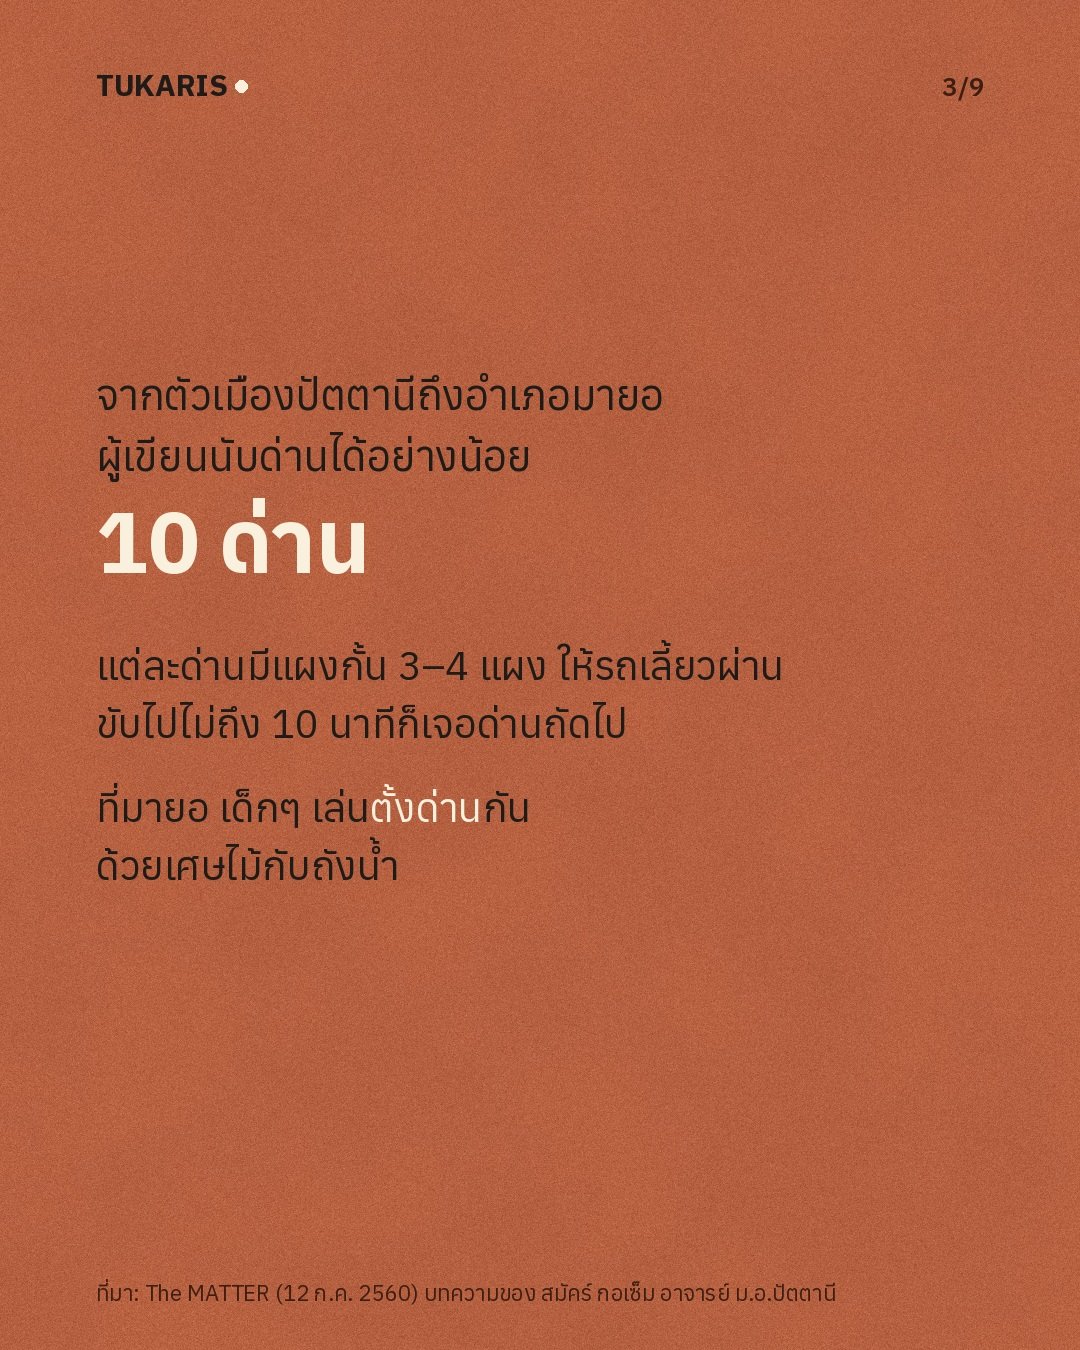 TUKARIS
3/9
จากตัวเมืองปัตตานีถึงอำเภอมายอ
ผู้เขียนนับด่านได้อย่างน้อย
10 ด่าน
แต่ละด่านมีแผงกั้น 3–4 แผง ให้รถเลี้ยวผ่าน
ขับไปไม่ถึง 10 นาทีก็เจอด่านถัดไป
ที่มายอ เด็กๆ เล่นตั้งด่านกัน
ด้วยเศษไม้กับถังน้ำ
ที่มา: The MATTER (12 ก.ค. 2560) บทความของ สมัคร์ กอเซ็ม อาจารย์ ม.อ.ปัตตานี